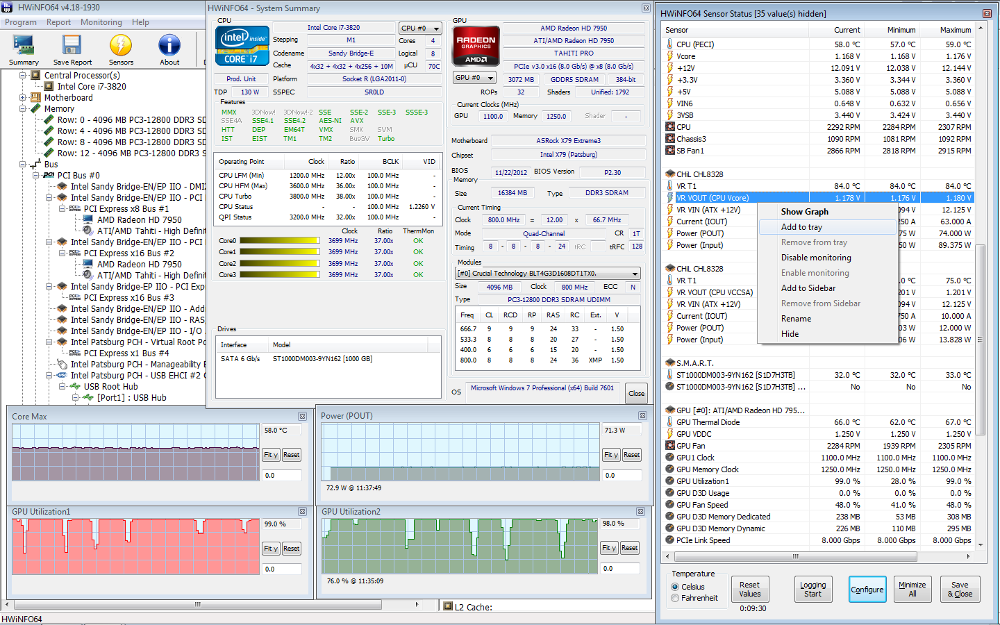 HWiNFO64 v4.18-1930
Program Report Monitoring Help
Summary Save Report Sensors About
Central Processor(s)
Intel Core i7-3820
Motherboard
Memory
Row: 0 - 4096 MB PC3-12800 DDR3 SD
Row: 4 - 4096 MB PC3-12800 DDR3 SD
Row: 8 - 4096 MB PC3-12800 DDR3 SD
Row: 12 - 4096 MB PC3-12800 DDR3 S
Bus
PCI Bus #0
Intel Sandy Bridge-EN/EP IIO - DMI
Intel Sandy Bridge-EN/EP IIO - PCI
PCI Express x8 Bus #1
AMD Radeon HD 7950
ATI/AMD Tahiti - High Defini
Intel Sandy Bridge-EN/EP IIO - PCI
PCI Express x16 Bus #2
AMD Radeon HD 7950
ATI/AMD Tahiti - High Defini
Intel Sandy Bridge-EP IIO - PCI Exp
PCI Express x16 Bus #3
Intel Sandy Bridge-EN/EP IIO - Addr
Intel Sandy Bridge-EN/EP IIO - RAS,
Intel Sandy Bridge-EN/EP IIO - I/O
Intel Patsburg PCH - Virtual Root Po
PCI Express x1 Bus #4
Intel Patsburg PCH - Manageability E
Intel Patsburg PCH - USB EHCI #2 C
USB Root Hub
[Port1] : USB Hub
L2 Cache:
HWiNFO64
HWiNFO64 - System Summary
CPU
intel inside
CORE i7
Intel Core i7-3820 CPU #0
Stepping M1 Cores 4
Codename Sandy Bridge-E Logical 8
Cache 4x32 + 4x32 + 4x256 + 10M µCU 70C
Prod. Unit Platform Socket R (LGA2011-0)
TDP 130 W SSPEC SR0LD
Features
MMX 3DNow! 3DNow!-2 SSE SSE-2 SSE-3 SSSE-3
SSE4A SSE4.1 SSE4.2 AES-NI AVX
HTT DEP EM64T VMX SMX SVM
IST EIST TM1 TM2 BusGV Turbo
Operating Point Clock Ratio BCLK VID
CPU LFM (Min) 1200.0 MHz 12.00x 100.0 MHz -
CPU HFM (Max) 3600.0 MHz 36.00x 100.0 MHz -
CPU Turbo 3800.0 MHz 38.00x 100.0 MHz -
CPU Status - - 100.0 MHz 1.2260 V
QPI Status 3200.0 MHz 32.00x 100.0 MHz -
Clock Ratio ThermMon
Core0 3699 MHz 37.00x OK
Core1 3699 MHz 37.00x OK
Core2 3699 MHz 37.00x OK
Core3 3699 MHz 37.00x OK
Drives
Interface Model
SATA 6 Gb/s ST1000DM003-9YN162 [1000 GB]
GPU
RADEON
GRAPHICS
AMD
AMD Radeon HD 7950
ATI/AMD Radeon HD 7950
TAHITI PRO
PCIe v3.0 x16 (8.0 Gb/s) @ x8 (8.0 Gb/s)
GPU #0 3072 MB GDDR5 SDRAM 384-bit
ROPs 32 Shaders Unified: 1792
Current Clocks (MHz)
GPU 1100.0 Memory 1250.0 Shader -
Motherboard ASRock X79 Extreme3
Chipset Intel X79 (Patsburg)
BIOS 11/22/2012 BIOS Version P2.30
Memory
Size 16384 MB Type DDR3 SDRAM
Current Timing
Clock 800.0 MHz = 12.00 x 66.7 MHz
Mode Quad-Channel CR 1T
Timing 8 - 8 - 8 - 24 tRC tRFC 128
Modules
[#0] Crucial Technology BLT4G3D1608DT1TX0.
Size 4096 MB Clock 800 MHz ECC N
Type PC3-12800 DDR3 SDRAM UDIMM
Freq CL RCD RP RAS RC Ext. V
666.7 9 9 9 24 33 - 1.50
533.3 8 8 8 20 27 - 1.50
400.0 6 6 6 15 20 - 1.50
800.0 8 8 8 24 36 XMP 1.50
OS Microsoft Windows 7 Professional (x64) Build 7601 Close
Core Max
58.0 °C
Fit y Reset
0.0
Power (POUT)
71.3 W
Fit y Reset
0.0
72.9 W @ 11:37:49
GPU Utilization1
99.0 %
Fit y Reset
0.0
GPU Utilization2
98.0 %
Fit y Reset
0.0
76.0 % @ 11:35:09
HWiNFO64 Sensor Status [35 value(s) hidden]
Sensor Current Minimum Maximum
CPU (PECI) 58.0 °C 57.0 °C 59.0 °C
Vcore 1.168 V 1.168 V 1.176 V
+12V 12.091 V 12.038 V 12.144 V
+3.3V 3.344 V 3.360 V 3.360 V
+5V 5.088 V 5.088 V 5.088 V
VIN6 0.648 V 0.632 V 0.656 V
3VSB 3.440 V 3.424 V 3.440 V
CPU 2292 RPM 2284 RPM 2307 RPM
Chassis3 1090 RPM 1081 RPM 1092 RPM
SB Fan1 2866 RPM 2818 RPM 2915 RPM
CHiL CHL8328
VR T1 84.0 °C 84.0 °C 84.0 °C
VR VOUT (CPU Vcore) 1.178 V 1.176 V 1.180 V
VR VIN (ATX +12V) 094 V 12.125 V
Current (IOUT) 250 A 63.000 A
Power (POUT) 75 W 74.000 W
Power (Input) 50 W 89.375 W
CHiL CHL8328
VR T1 .0 °C 75.0 °C
VR VOUT (CPU VCCSA) 201 V 1.201 V
VR VIN (ATX +12V) 094 V 12.125 V
Current (IOUT) 750 A 10.000 A
Power (POUT) 03 W 12.000 W
Power (Input) 06 W 13.828 W
Show Graph
Add to tray
Remove from tray
Disable monitoring
Enable monitoring
Add to Sidebar
Remove from Sidebar
Rename
Hide
S.M.A.R.T.
ST1000DM003-9YN162 [S1D7H3TB] 32.0 °C 32.0 °C 33.0 °C
ST1000DM003-9YN162 [S1D7H3TB] ... No No No
GPU [#0]: ATI/AMD Radeon HD 795...
GPU Thermal Diode 66.0 °C 62.0 °C 67.0 °C
GPU VDDC 1.250 V 1.250 V 1.250 V
GPU Fan 2284 RPM 1939 RPM 2305 RPM
GPU1 Clock 1100.0 MHz 1100.0 MHz 1100.0 MHz
GPU Memory Clock 1250.0 MHz 1250.0 MHz 1250.0 MHz
GPU Utilization1 99.0 % 28.0 % 99.0 %
GPU D3D Usage 0.0 % 0.0 % 0.0 %
GPU Fan Speed 48.0 % 41.0 % 48.0 %
GPU D3D Memory Dedicated 238 MB 53 MB 308 MB
GPU D3D Memory Dynamic 226 MB 110 MB 295 MB
PCIe Link Speed 8.000 Gbps 8.000 Gbps 8.000 Gbps
Temperature
Celsius
Fahrenheit
Reset Values
0:09:30
Logging Start
Configure
Minimize All
Save & Close